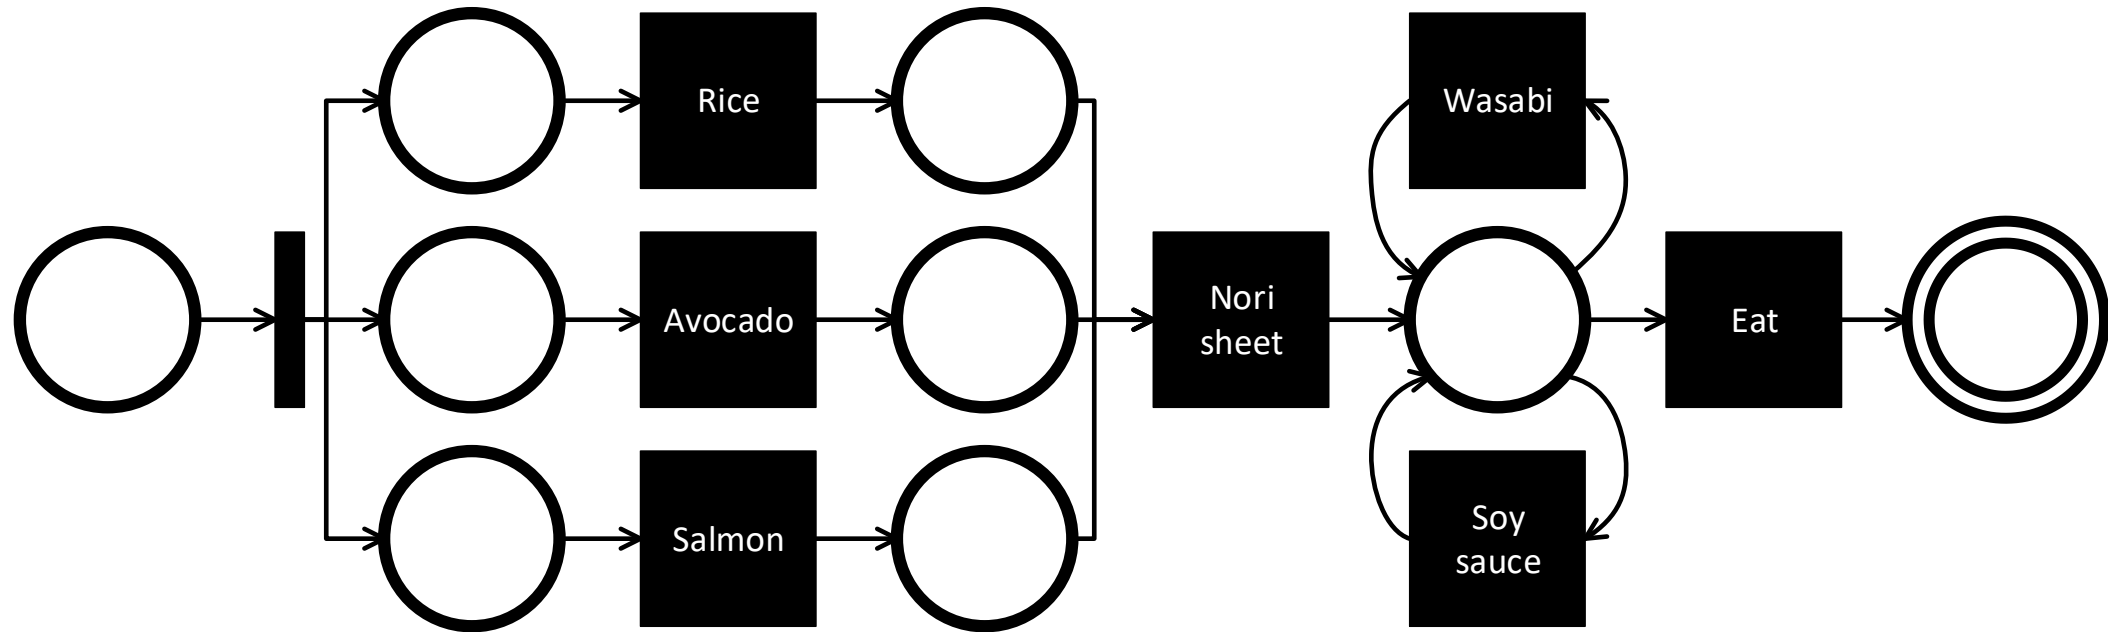 Rice
Wasabi
Avocado
Nori
sheet
Eat
Salmon
Soy
sauce